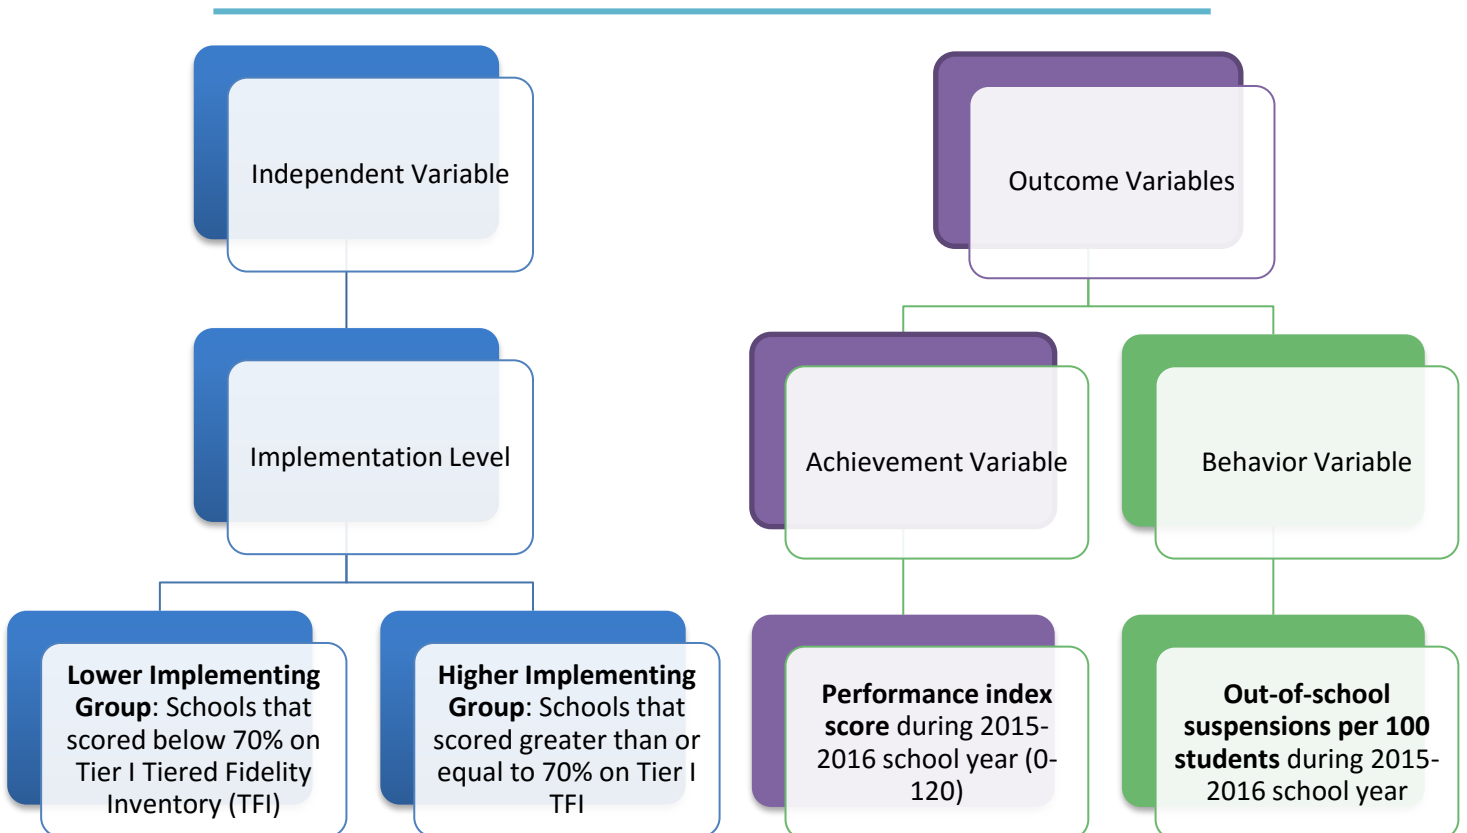 Independent Variable
Outcome Variables
Implementation Level
Achievement Variable
Behavior Variable
Lower Implementing
Group: Schools that
scored below 70% on
Tier I Tiered Fidelity
Inventory (TFI)
Higher Implementing
Group: Schools that
scored greater than or
equal to 70% on Tier I
TFI
Performance index
score during 2015-
2016 school year (0-
120)
Out-of-school
suspensions per 100
students during 2015-
2016 school year